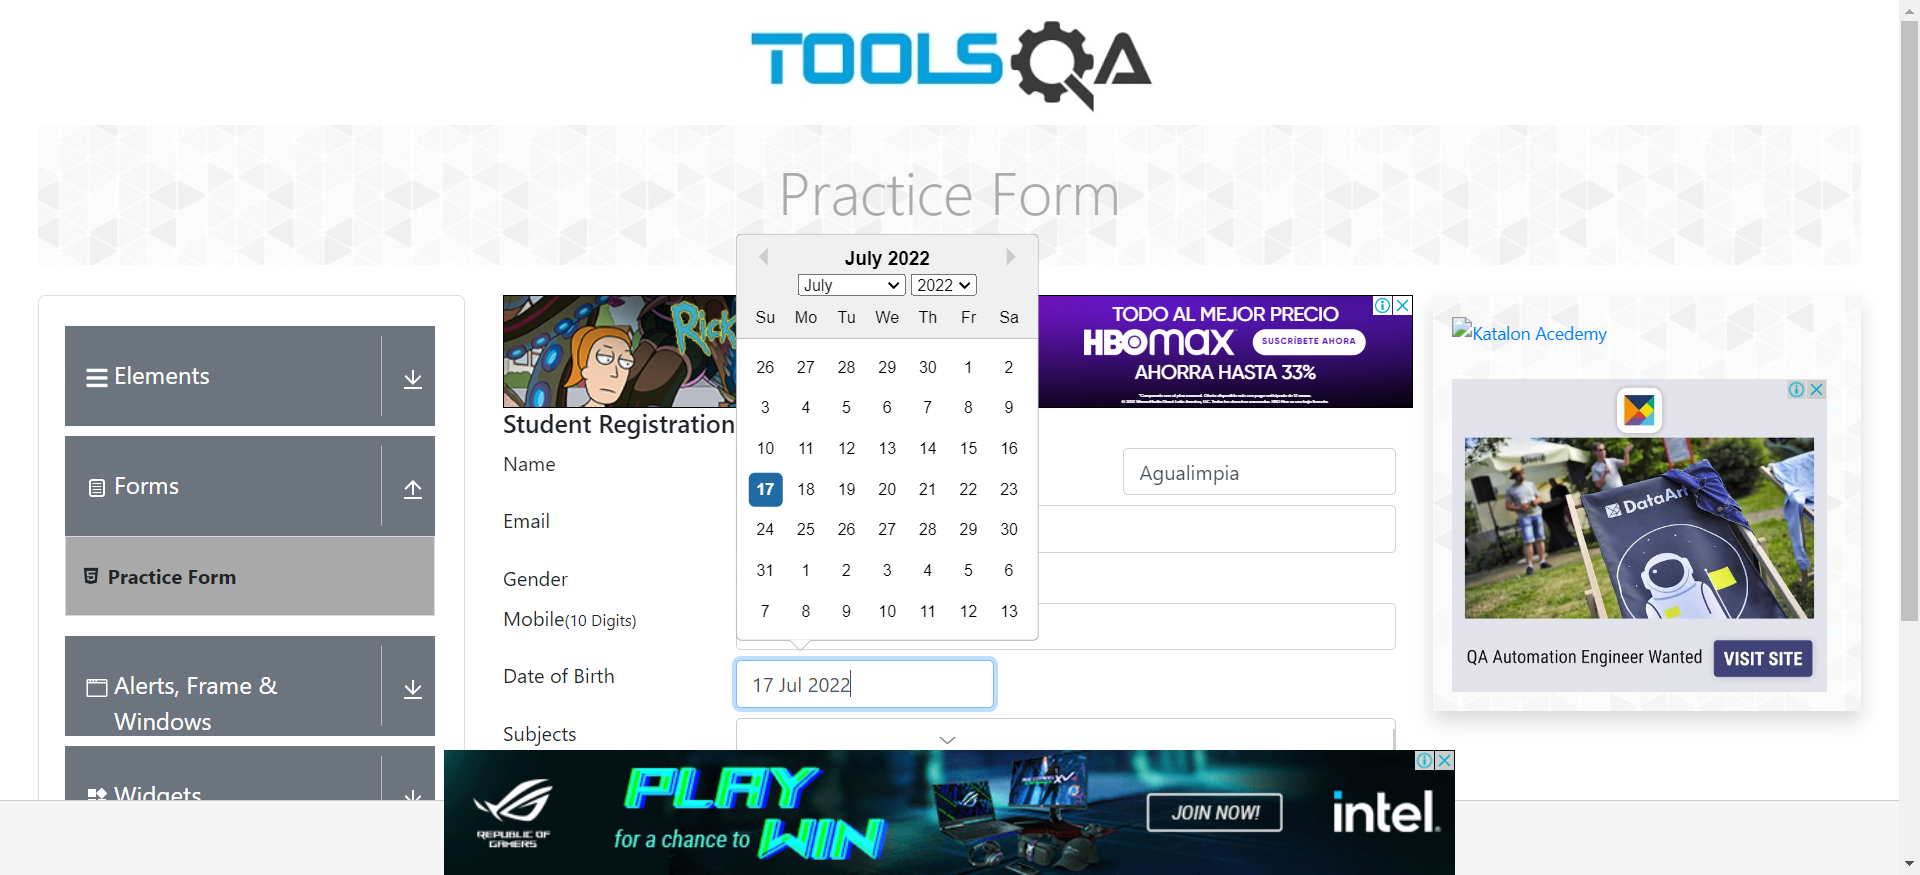 TOOLSQA
Practice Form
July 2022
July 2022
Su Mo Tu We Th Fr Sa
26 27 28 29 30 1 2
3 4 5 6 7 8 9
10 11 12 13 14 15 16
17 18 19 20 21 22 23
24 25 26 27 28 29 30
31 1 2 3 4 5 6
7 8 9 10 11 12 13
Elements
Forms
Practice Form
Alerts, Frame &
Windows
Widgets
Rick
TODO AL MEJOR PRECIO
HBOMAX
SUSCRÍBETE AHORA
AHORRA HASTA 33%
Student Registration
Name
Agualimpia
Email
Gender
Mobile(10 Digits)
Date of Birth
17 Jul 2022
Subjects
Katalon Acedemy
DataArt
QA Automation Engineer Wanted
VISIT SITE
REPUBLIC OF
GAMERS
PLAY
for a chance to WIN
JOIN NOW!
intel.